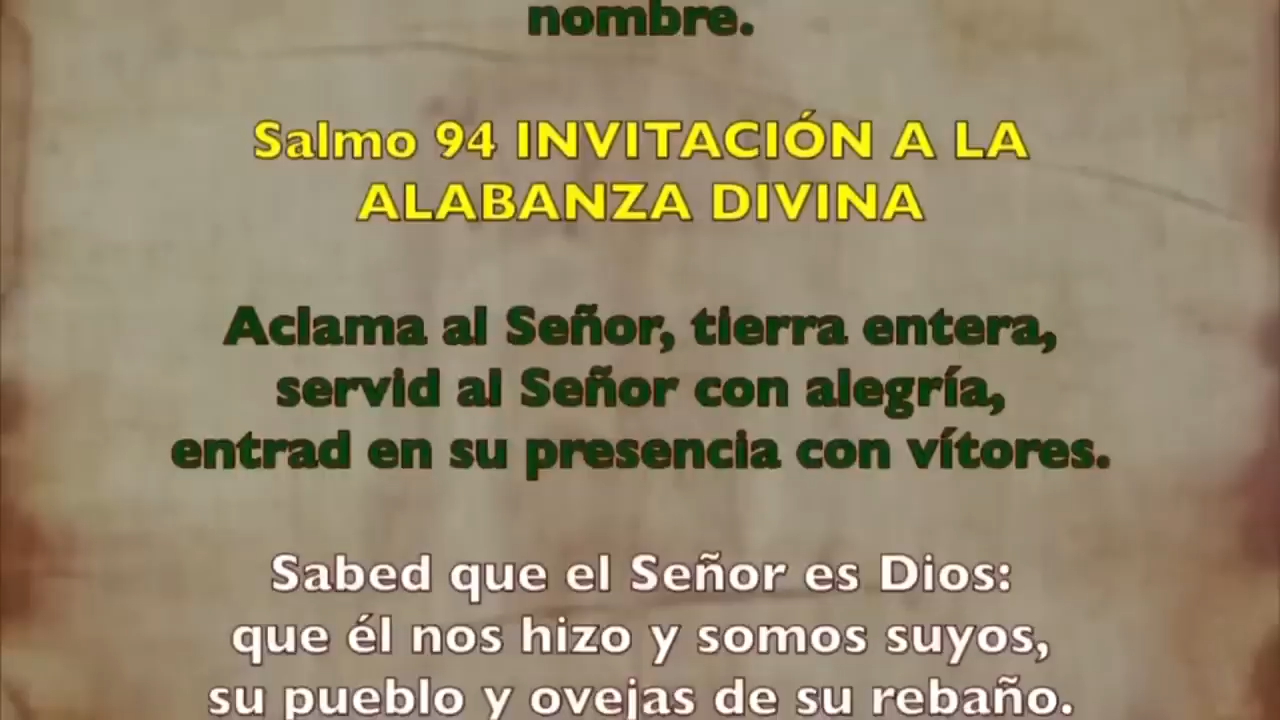 nombre.
Salmo 94 INVITACIÓN A LA
ALABANZA DIVINA
Aclama al Señor, tierra entera,
servid al Señor con alegría,
entrad en su presencia con vítores.
Sabed que el Señor es Dios:
que él nos hizo y somos suyos,
su pueblo y ovejas de su rebaño.